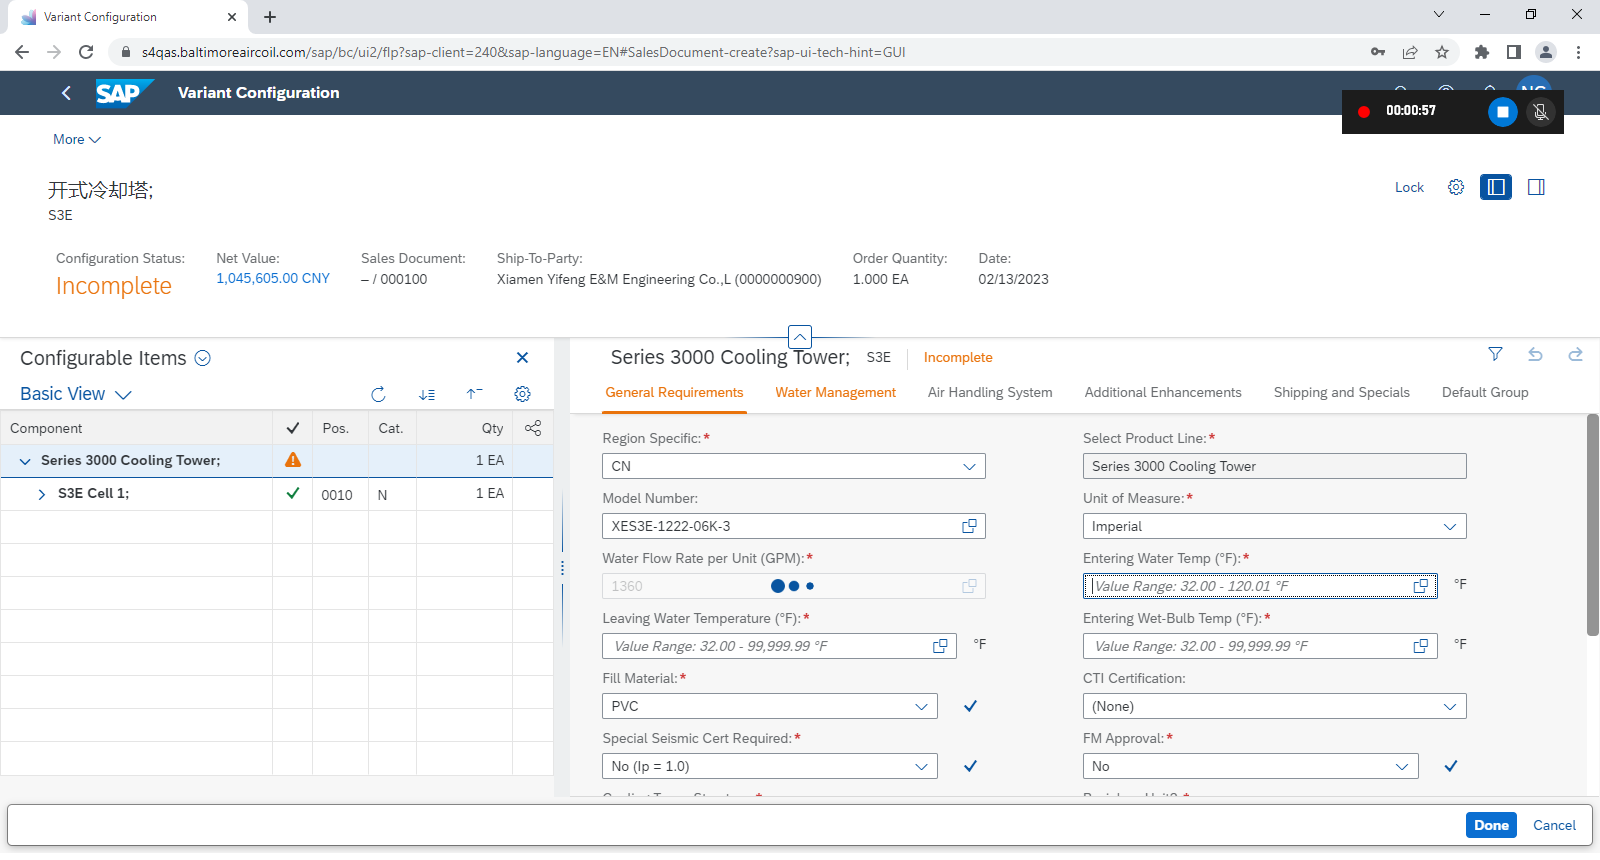 Variant Configuration
s4qas.baltimoreaircoil.com/sap/bc/ui2/flp?sap-client=240&sap-language=EN#SalesDocument-create?sap-ui-tech-hint=GUI
SAP Variant Configuration
00:00:57
More
开式冷却塔;
S3E
Lock
Configuration Status: Net Value: Sales Document: Ship-To-Party: Order Quantity: Date:
Incomplete 1,045,605.00 CNY – / 000100 Xiamen Yifeng E&M Engineering Co.,L (0000000900) 1.000 EA 02/13/2023
Configurable Items
Basic View
Component Pos. Cat. Qty
Series 3000 Cooling Tower; 1 EA
S3E Cell 1; 0010 N 1 EA
Series 3000 Cooling Tower; S3E Incomplete
General Requirements Water Management Air Handling System Additional Enhancements Shipping and Specials Default Group
Region Specific:* Select Product Line:*
CN Series 3000 Cooling Tower
Model Number: Unit of Measure:*
XES3E-1222-06K-3 Imperial
Water Flow Rate per Unit (GPM):* Entering Water Temp (°F):*
1360 Value Range: 32.00 - 120.01 °F °F
Leaving Water Temperature (°F):* Entering Wet-Bulb Temp (°F):*
Value Range: 32.00 - 99,999.99 °F °F Value Range: 32.00 - 99,999.99 °F °F
Fill Material:* CTI Certification:
PVC (None)
Special Seismic Cert Required:* FM Approval:*
No (Ip = 1.0) No
Done Cancel